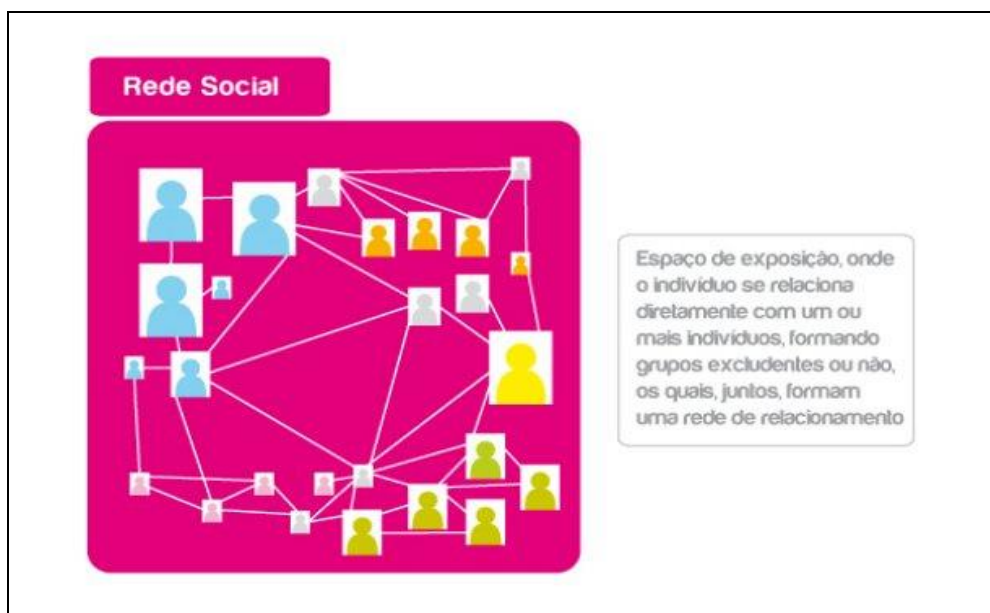 Rede Social
Espaço de exposição, onde
o indivíduo se relaciona
diretamente com um ou
mais indivíduos, formando
grupos excludentes ou não,
os quais, juntos, formam
uma rede de relacionamento